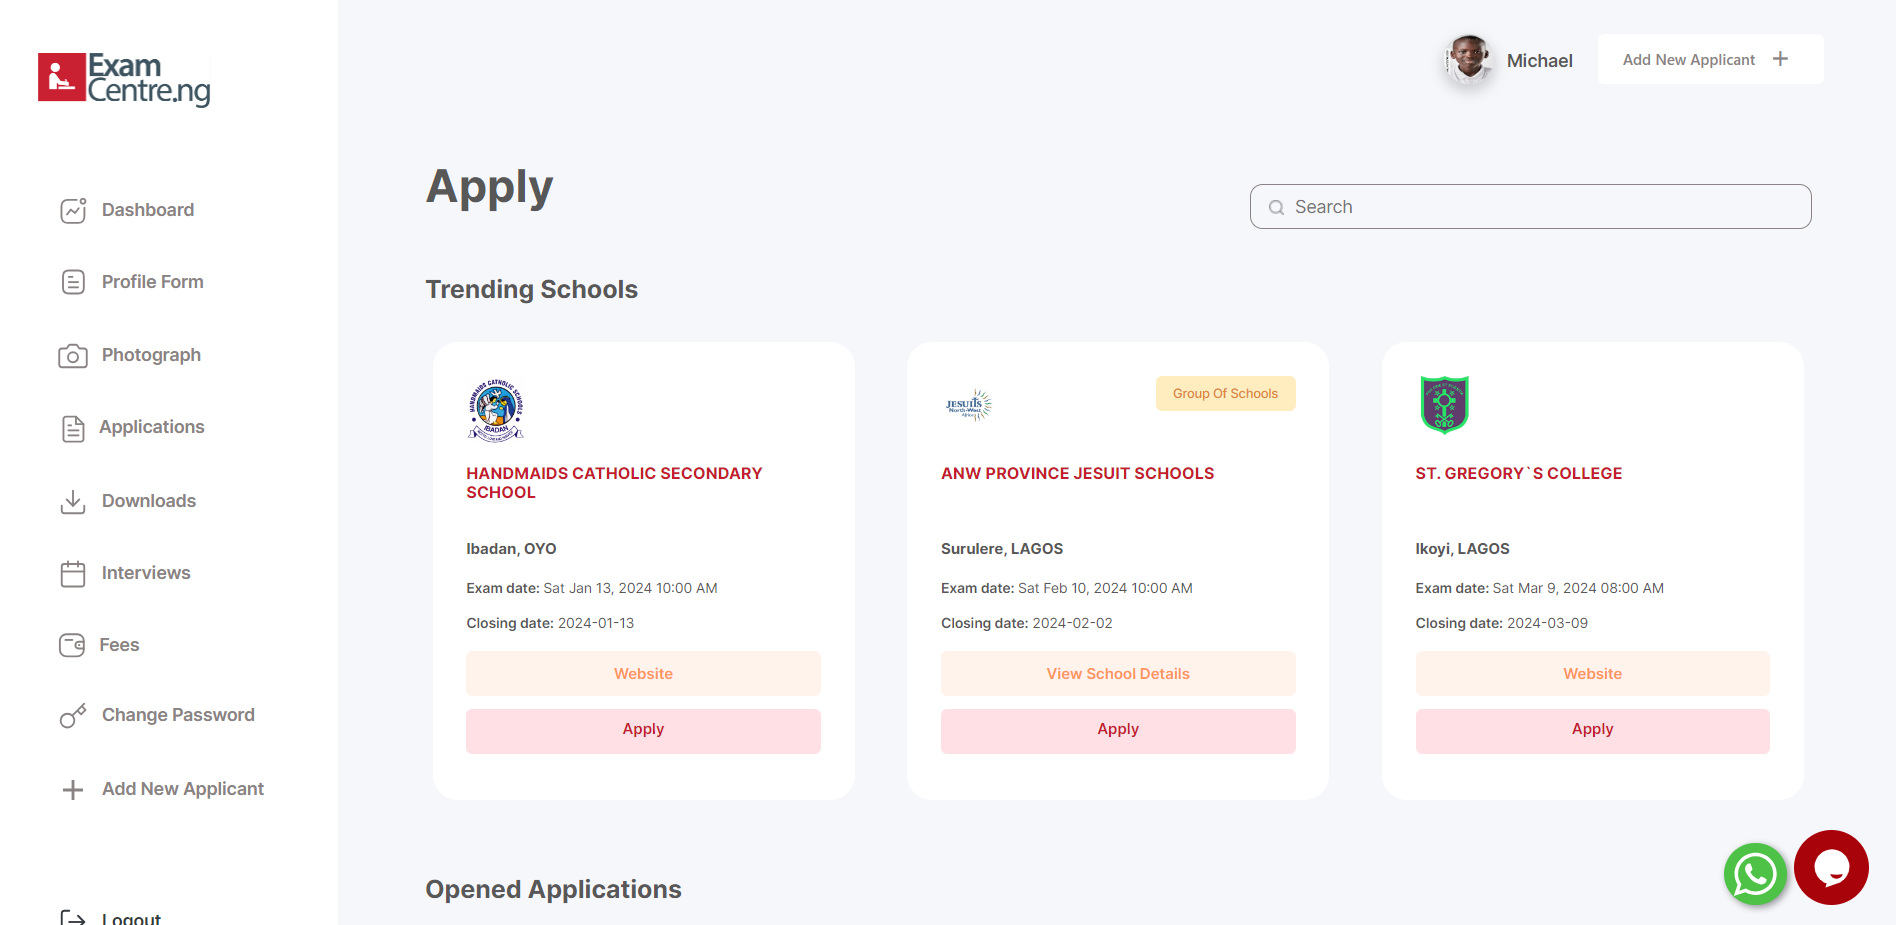 Exam
Centre.ng
Michael
Add New Applicant
Dashboard
Profile Form
Photograph
Applications
Downloads
Interviews
Fees
Change Password
Add New Applicant
Logout
Apply
Search
Trending Schools
HANDMAIDS CATHOLIC SCHOOLS
IBADAN
HANDMAIDS CATHOLIC SECONDARY
SCHOOL
Ibadan, OYO
Exam date: Sat Jan 13, 2024 10:00 AM
Closing date: 2024-01-13
Website
Apply
JESUITS
North-West
Africa
Group Of Schools
ANW PROVINCE JESUIT SCHOOLS
Surulere, LAGOS
Exam date: Sat Feb 10, 2024 10:00 AM
Closing date: 2024-02-02
View School Details
Apply
ST. GREGORY`S COLLEGE
Ikoyi, LAGOS
Exam date: Sat Mar 9, 2024 08:00 AM
Closing date: 2024-03-09
Website
Apply
Opened Applications